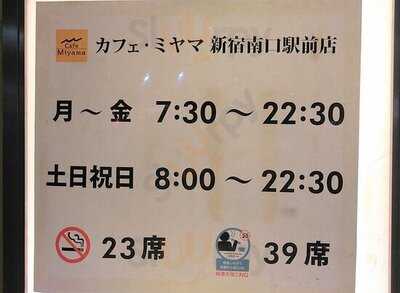 Cafe
Miyama
カフェ・ミヤマ 新宿南口駅前店
月～金 7:30～22:30
土日祝日 8:00～22:30
23席
39席